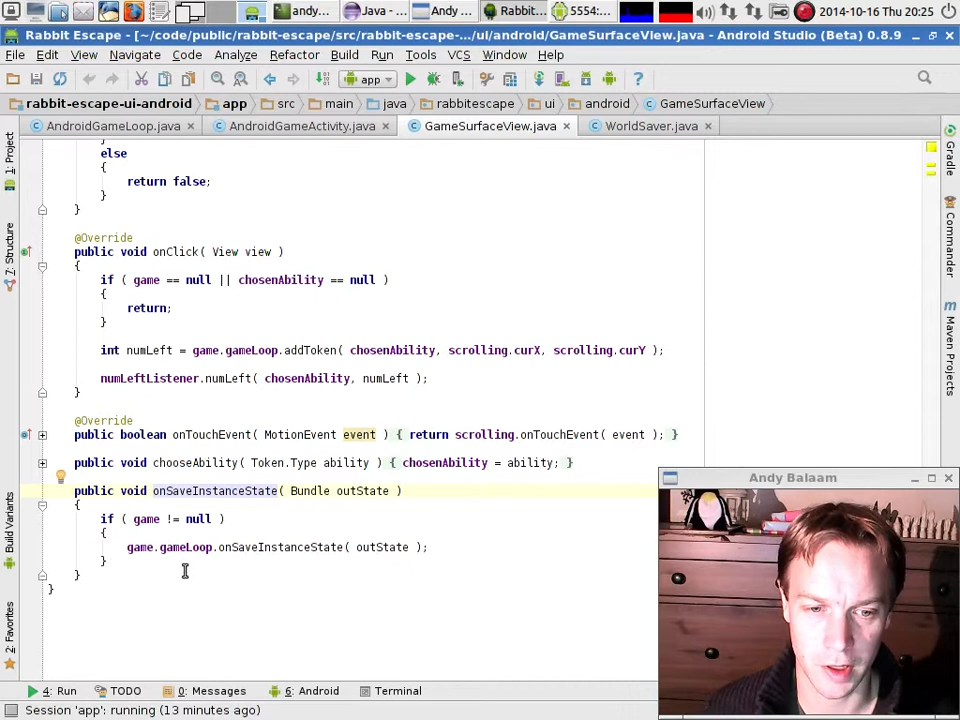 andy...
Java - ...
Andy ...
Rabbit...
5554:...
2014-10-16 Thu 20:25
Rabbit Escape - [~/code/public/rabbit-escape/src/rabbit-escape-.../ui/android/GameSurfaceView.java - Android Studio (Beta) 0.8.9
File Edit View Navigate Code Analyze Refactor Build Run Tools VCS Window Help
app
rabbit-escape-ui-android app src main java rabbitescape ui android GameSurfaceView
AndroidGameLoop.java AndroidGameActivity.java GameSurfaceView.java WorldSaver.java
1: Project
7: Structure
Build Variants
2: Favorites
Gradle
Commander
Maven Projects
}
else
{
return false;
}
}
@Override
public void onClick( View view )
{
if ( game == null || chosenAbility == null )
{
return;
}
int numLeft = game.gameLoop.addToken( chosenAbility, scrolling.curX, scrolling.curY );
numLeftListener.numLeft( chosenAbility, numLeft );
}
@Override
public boolean onTouchEvent( MotionEvent event ) { return scrolling.onTouchEvent( event ); }
public void chooseAbility( Token.Type ability ) { chosenAbility = ability; }
public void onSaveInstanceState( Bundle outState )
{
if ( game != null )
{
game.gameLoop.onSaveInstanceState( outState );
}
}
}
Andy Balaam
4: Run TODO 0: Messages 6: Android Terminal
Session 'app': running (13 minutes ago)